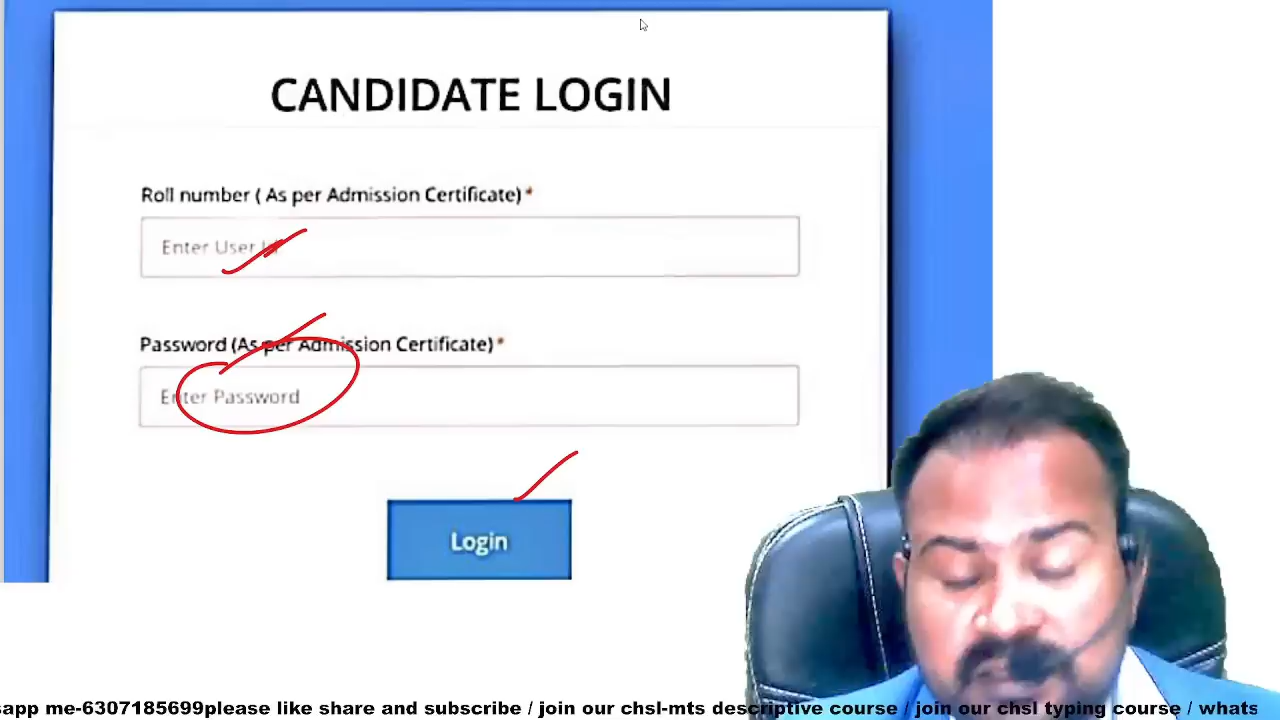 CANDIDATE LOGIN
Roll number ( As per Admission Certificate) *
Enter User Id
Password (As per Admission Certificate) *
Enter Password
Login
sapp me-6307185699please like share and subscribe / join our chsl-mts descriptive course / join our chsl typing course / whats